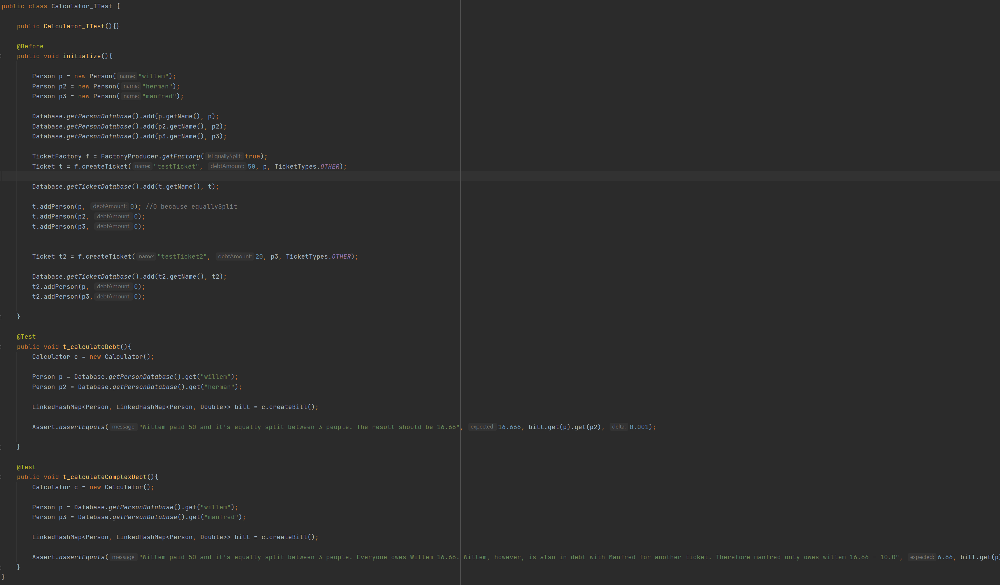 public class Calculator_ITest {
public Calculator_ITest(){}
@Before
public void initialize(){
Person p = new Person( name: "willem");
Person p2 = new Person( name: "herman");
Person p3 = new Person( name: "manfred");
Database.getPersonDatabase().add(p.getName(), p);
Database.getPersonDatabase().add(p2.getName(), p2);
Database.getPersonDatabase().add(p3.getName(), p3);
TicketFactory f = FactoryProducer.getFactory( isEquallySplit: true);
Ticket t = f.createTicket( name: "testTicket", debtAmount: 50, p, TicketTypes.OTHER);
Database.getTicketDatabase().add(t.getName(), t);
t.addPerson(p, debtAmount: 0); //0 because equallySplit
t.addPerson(p2, debtAmount: 0);
t.addPerson(p3, debtAmount: 0);
Ticket t2 = f.createTicket( name: "testTicket2", debtAmount: 20, p3, TicketTypes.OTHER);
Database.getTicketDatabase().add(t2.getName(), t2);
t2.addPerson(p, debtAmount: 0);
t2.addPerson(p3, debtAmount: 0);
}
@Test
public void t_calculateDebt(){
Calculator c = new Calculator();
Person p = Database.getPersonDatabase().get("willem");
Person p2 = Database.getPersonDatabase().get("herman");
LinkedHashMap<Person, LinkedHashMap<Person, Double>> bill = c.createBill();
Assert.assertEquals( message: "Willem paid 50 and it's equally split between 3 people. The result should be 16.66", expected: 16.666, bill.get(p).get(p2), delta: 0.001);
}
@Test
public void t_calculateComplexDebt(){
Calculator c = new Calculator();
Person p = Database.getPersonDatabase().get("willem");
Person p3 = Database.getPersonDatabase().get("manfred");
LinkedHashMap<Person, LinkedHashMap<Person, Double>> bill = c.createBill();
Assert.assertEquals( message: "Willem paid 50 and it's equally split between 3 people. Everyone owes Willem 16.66. Willem, however, is also in debt with Manfred for another ticket. Therefore manfred only owes willem 16.66 - 10.0", expected: 6.66, bill.get(p)
}
}